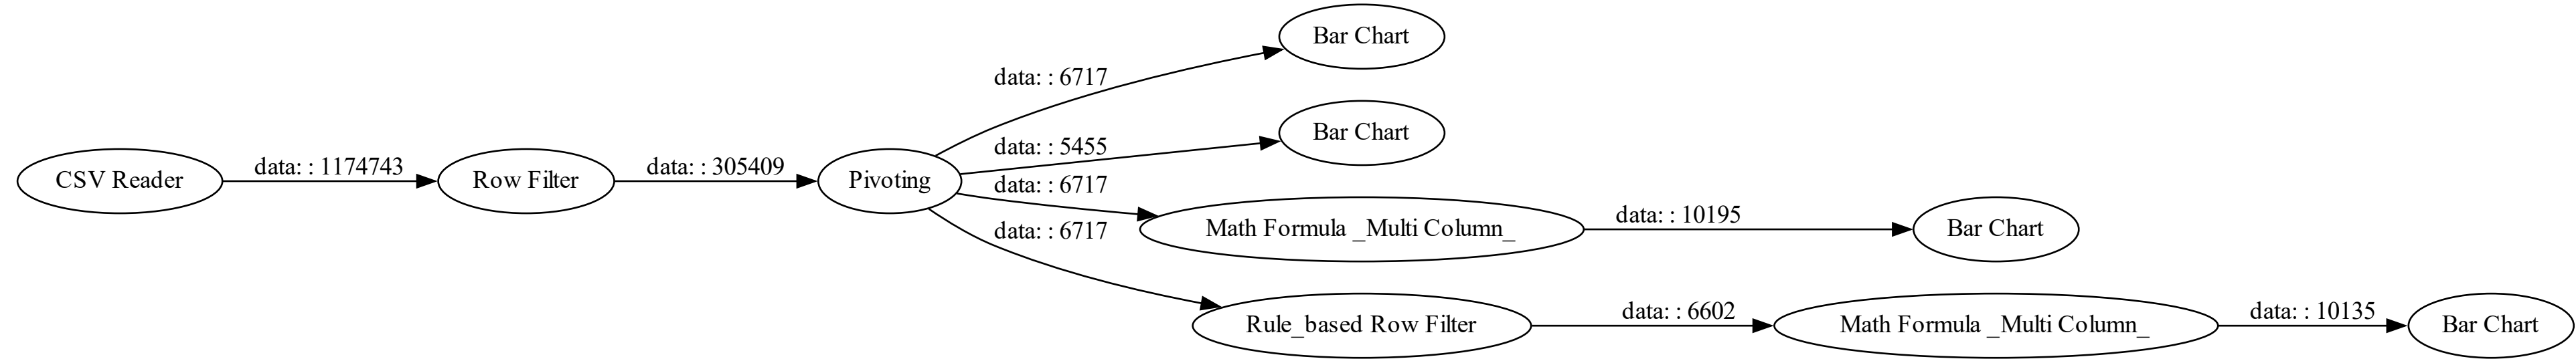 Bar Chart
data: : 6717
Bar Chart
data: : 5455
CSV Reader
data: : 1174743
Row Filter
data: : 305409
Pivoting
data: : 6717
Math Formula _Multi Column_
data: : 10195
Bar Chart
data: : 6717
Rule_based Row Filter
data: : 6602
Math Formula _Multi Column_
data: : 10135
Bar Chart